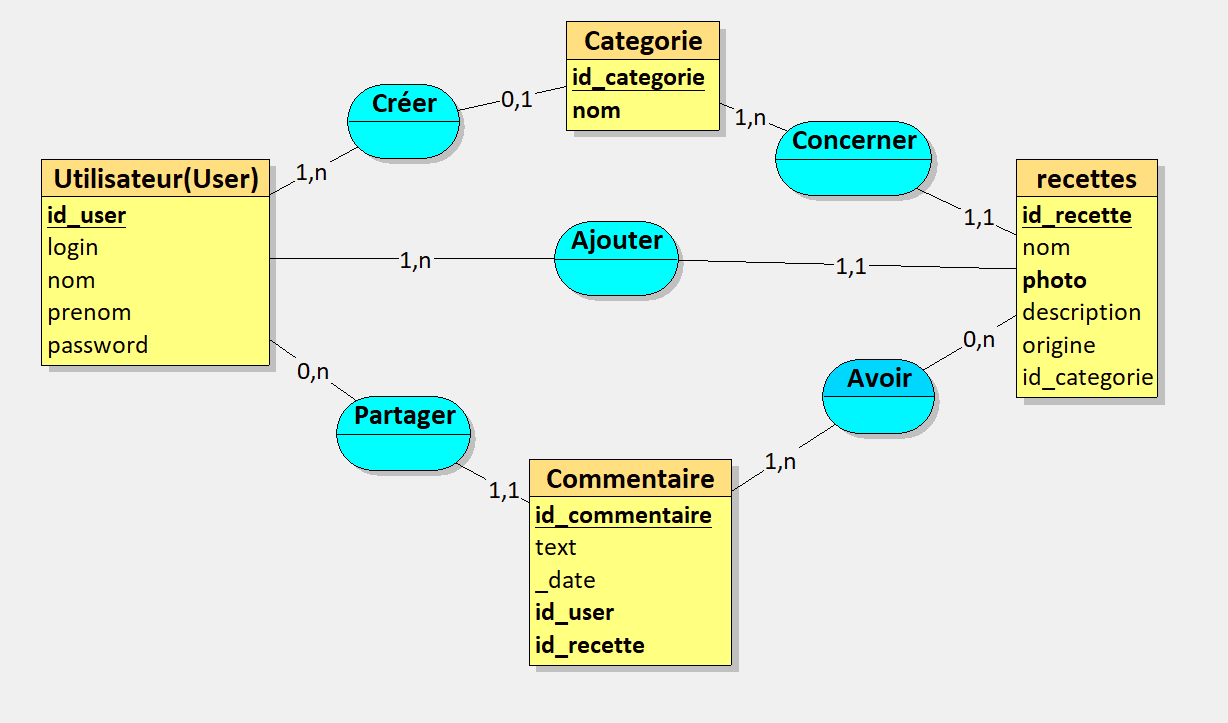 Categorie
id_categorie
nom
Créer
0,1
1,n
1,n
Concerner
1,1
Utilisateur(User)
id_user
login
nom
prenom
password
1,n
Ajouter
1,1
recettes
id_recette
nom
photo
description
origine
id_categorie
0,n
Partager
1,1
0,n
Avoir
1,n
Commentaire
id_commentaire
text
_date
id_user
id_recette